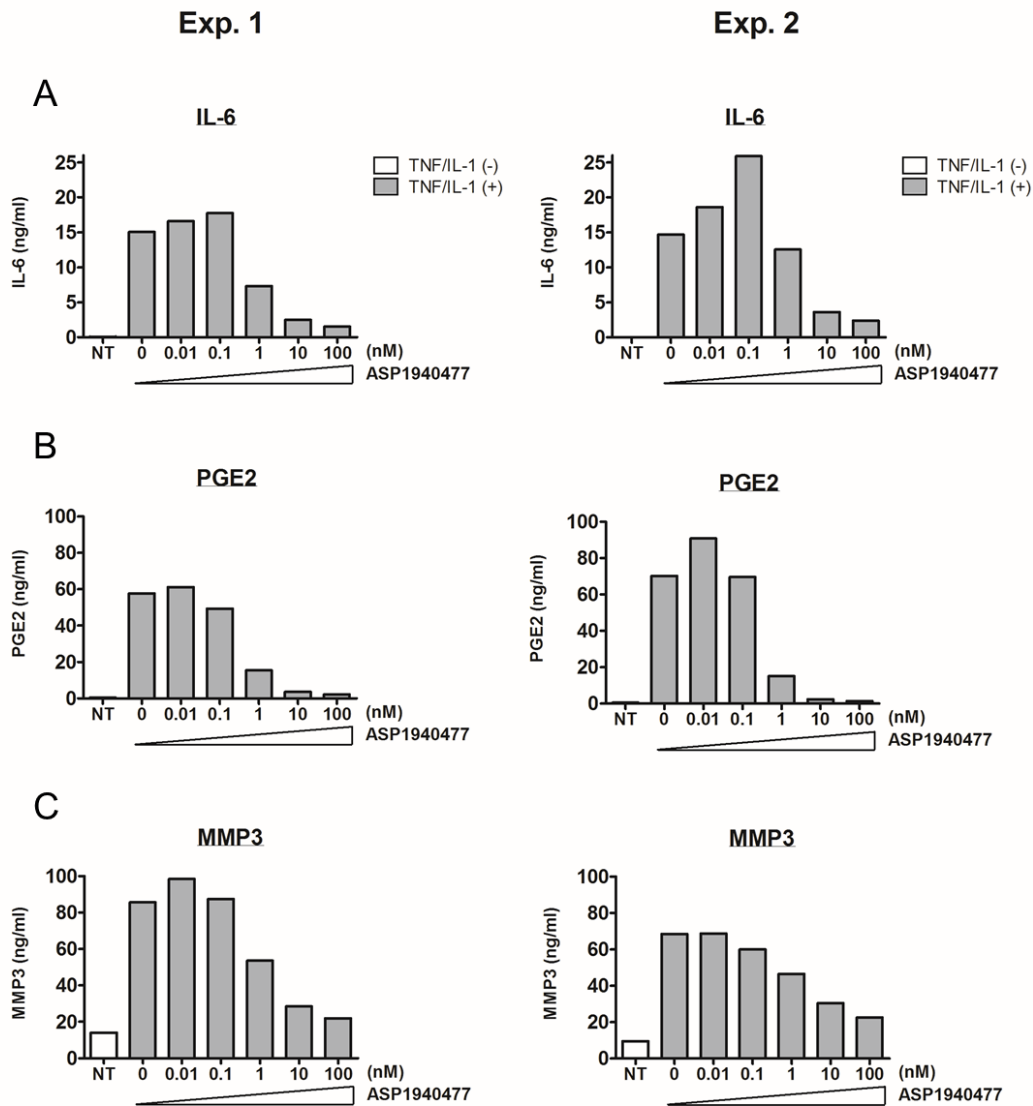 Exp. 1
Exp. 2
A
IL-6
IL-6 (ng/ml)
25
20
15
10
5
0
NT 0 0.01 0.1 1 10 100 (nM)
ASP1940477
TNF/IL-1 (-)
TNF/IL-1 (+)
IL-6
IL-6 (ng/ml)
25
20
15
10
5
0
NT 0 0.01 0.1 1 10 100 (nM)
ASP1940477
TNF/IL-1 (-)
TNF/IL-1 (+)
B
PGE2
PGE2 (ng/ml)
100
80
60
40
20
0
NT 0 0.01 0.1 1 10 100 (nM)
ASP1940477
PGE2
PGE2 (ng/ml)
100
80
60
40
20
0
NT 0 0.01 0.1 1 10 100 (nM)
ASP1940477
C
MMP3
MMP3 (ng/ml)
100
80
60
40
20
0
NT 0 0.01 0.1 1 10 100 (nM)
ASP1940477
MMP3
MMP3 (ng/ml)
100
80
60
40
20
0
NT 0 0.01 0.1 1 10 100 (nM)
ASP1940477